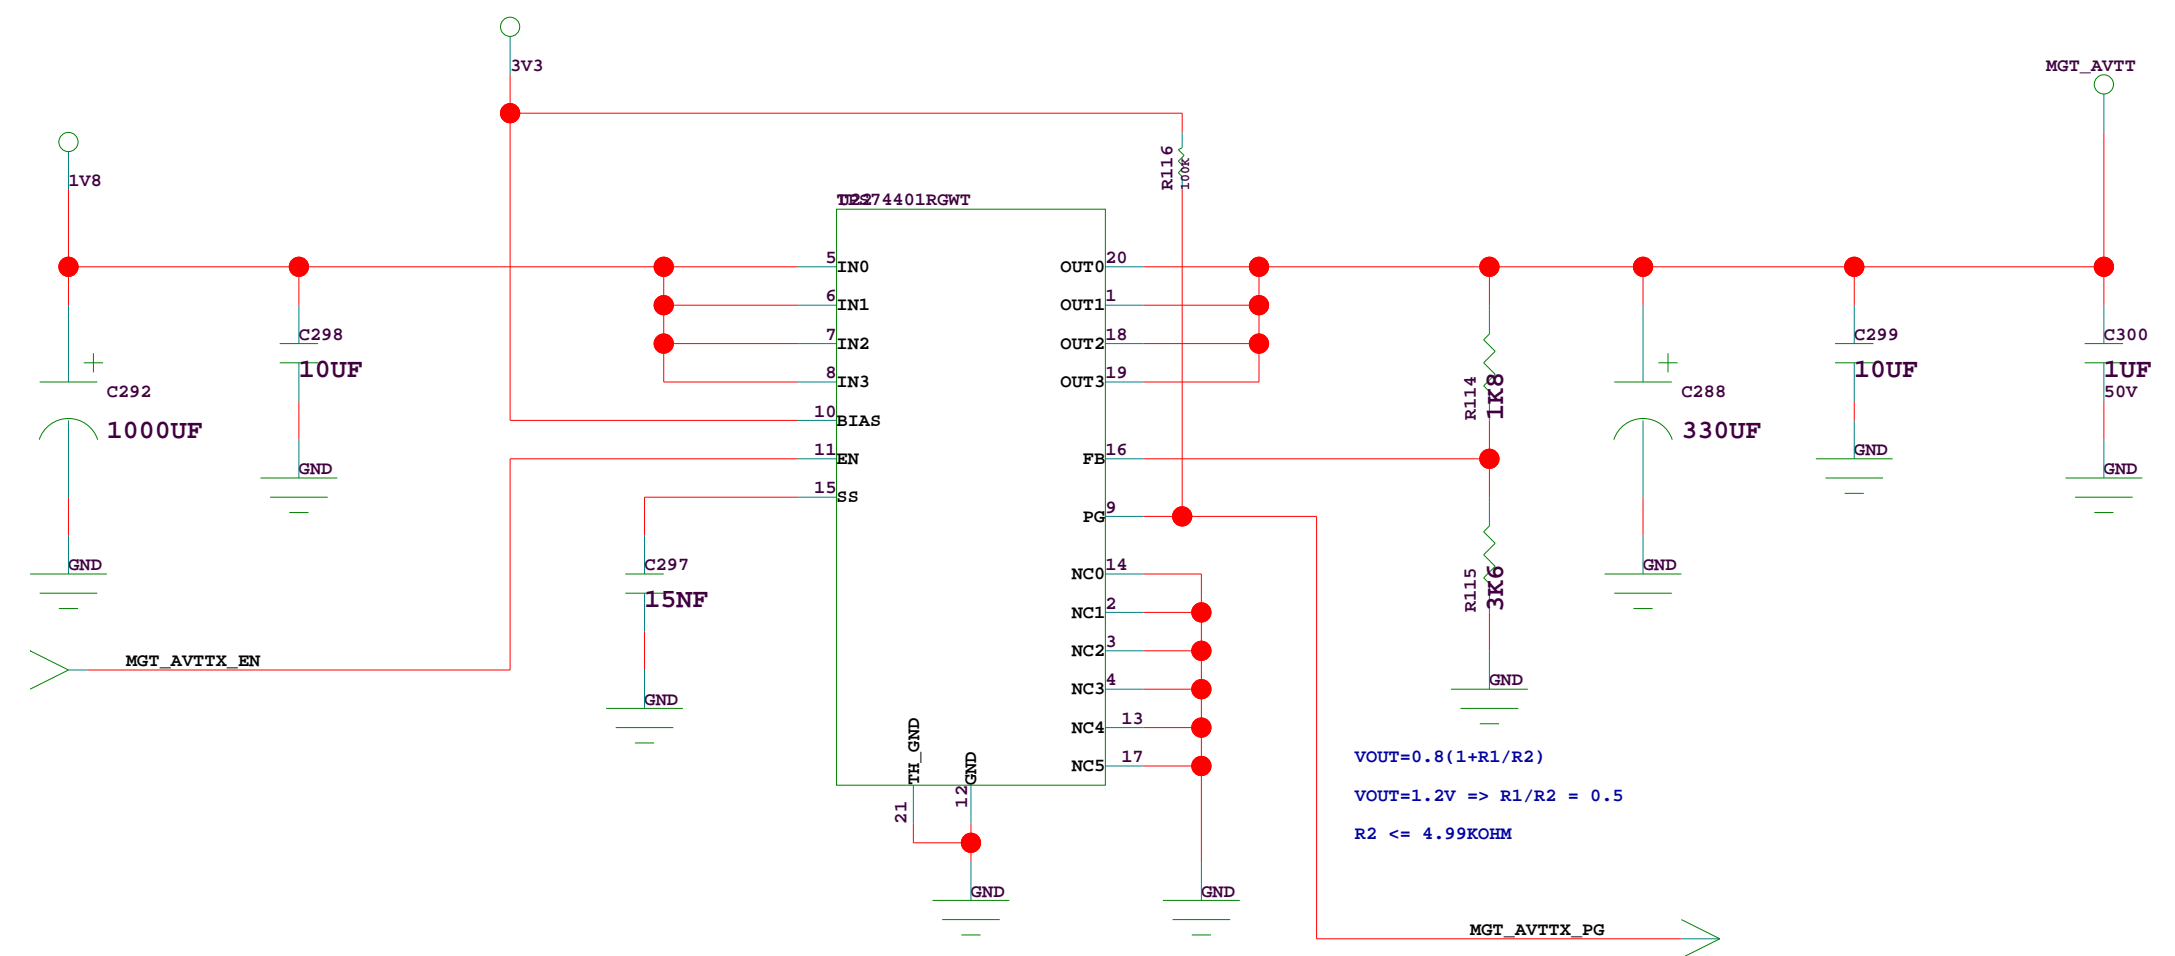 3V3
MGT_AVTT
1V8
R116
100K
TPS74401RGWT
5
IN0
6
IN1
7
IN2
8
IN3
10
BIAS
11
EN
15
SS
OUT0
20
OUT1
1
OUT2
18
OUT3
19
FB
16
PG
9
NC0
14
NC1
2
NC2
3
NC3
4
NC4
13
NC5
17
TH_GND
21
GND
12
C292
1000UF
GND
C298
10UF
GND
C297
15NF
GND
MGT_AVTTX_EN
R114
1K8
R115
3K6
GND
C288
330UF
GND
C299
10UF
GND
C300
1UF
50V
GND
GND
GND
VOUT=0.8(1+R1/R2)
VOUT=1.2V => R1/R2 = 0.5
R2 <= 4.99KOHM
MGT_AVTTX_PG